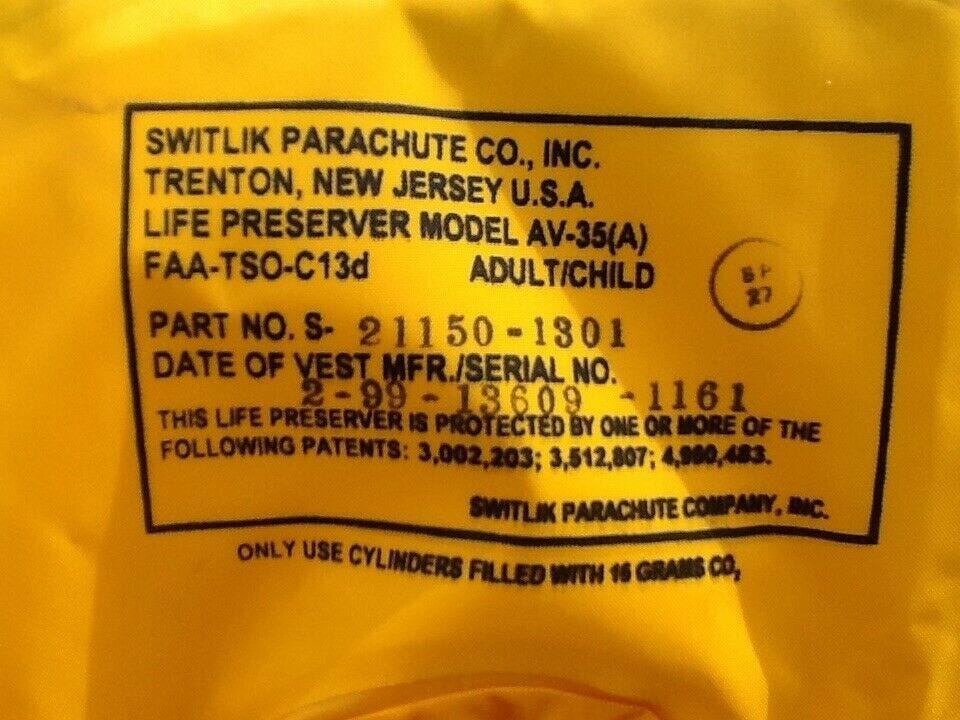 SWITLIK PARACHUTE CO., INC.
TRENTON, NEW JERSEY U.S.A.
LIFE PRESERVER MODEL AV-35(A)
FAA-TSO-C13d ADULT/CHILD
27
PART NO. S- 21150-1301
DATE OF VEST MFR./SERIAL NO.
2-99-13609 -1161
THIS LIFE PRESERVER IS PROTECTED BY ONE OR MORE OF THE
FOLLOWING PATENTS: 3,002,203; 3,512,807;
SWITLIK PARACHUTE COMPANY, INC.
ONLY USE CYLINDERS FILLED WITH 16 GRAMS CO,